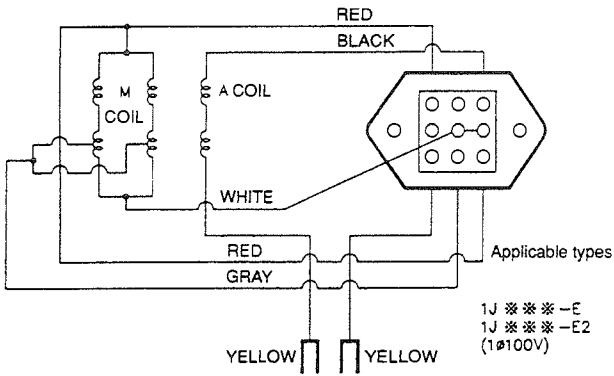 RED
BLACK
M
COIL
A COIL
WHITE
RED
GRAY
Applicable types
1J ※ ※ ※ -E
1J ※ ※ ※ -E2
(1ø100V)
YELLOW
YELLOW